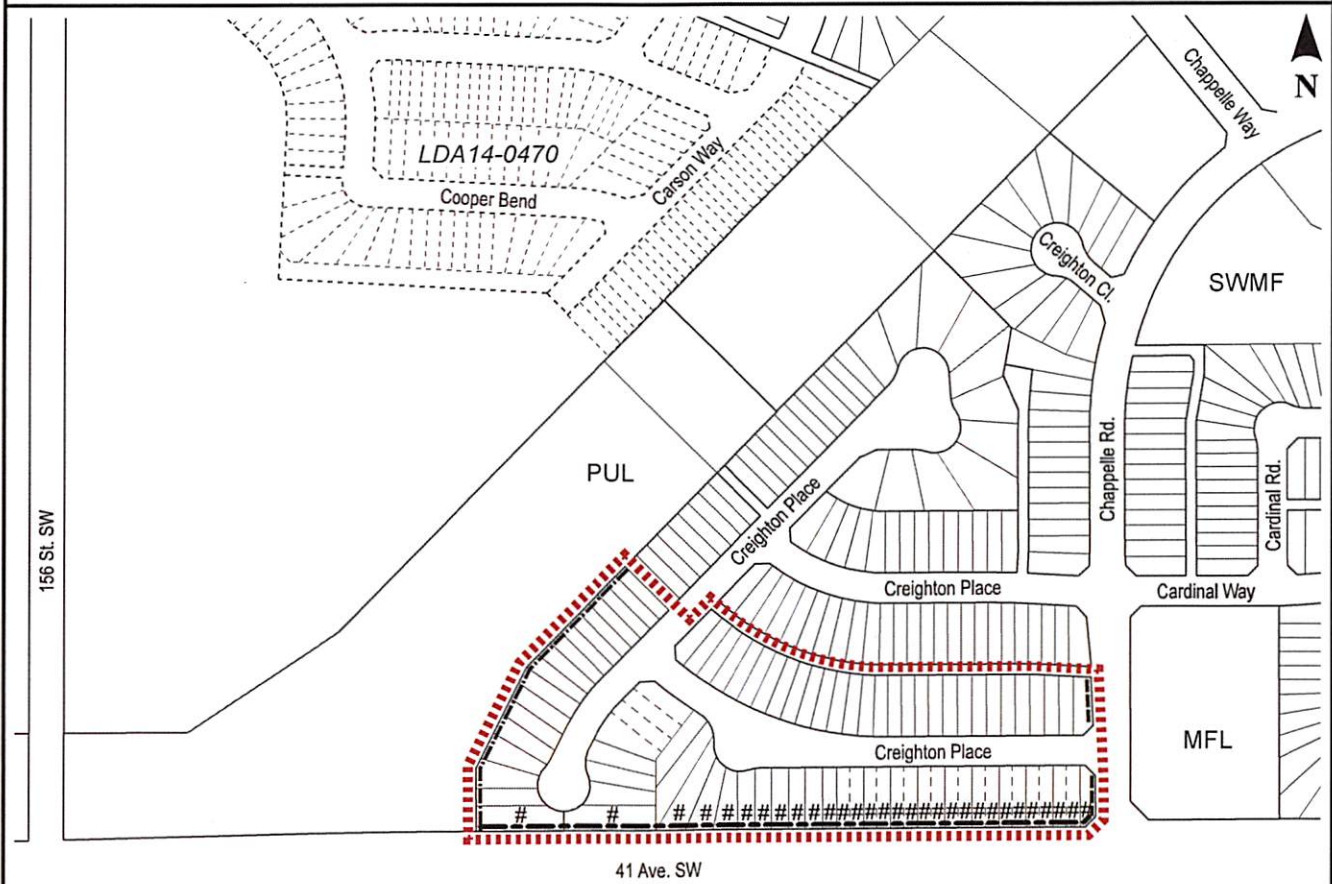 Chappelle Way
N
LDA14-0470
Carson Way
Cooper Bend
Creighton Cl.
SWMF
Chappelle Rd.
Cardinal Rd.
PUL
Creighton Place
156 St. SW
Creighton Place
Cardinal Way
Creighton Place
MFL
# # # # # # # # # # # # # # # # # # # # # # # # # # #
41 Ave. SW